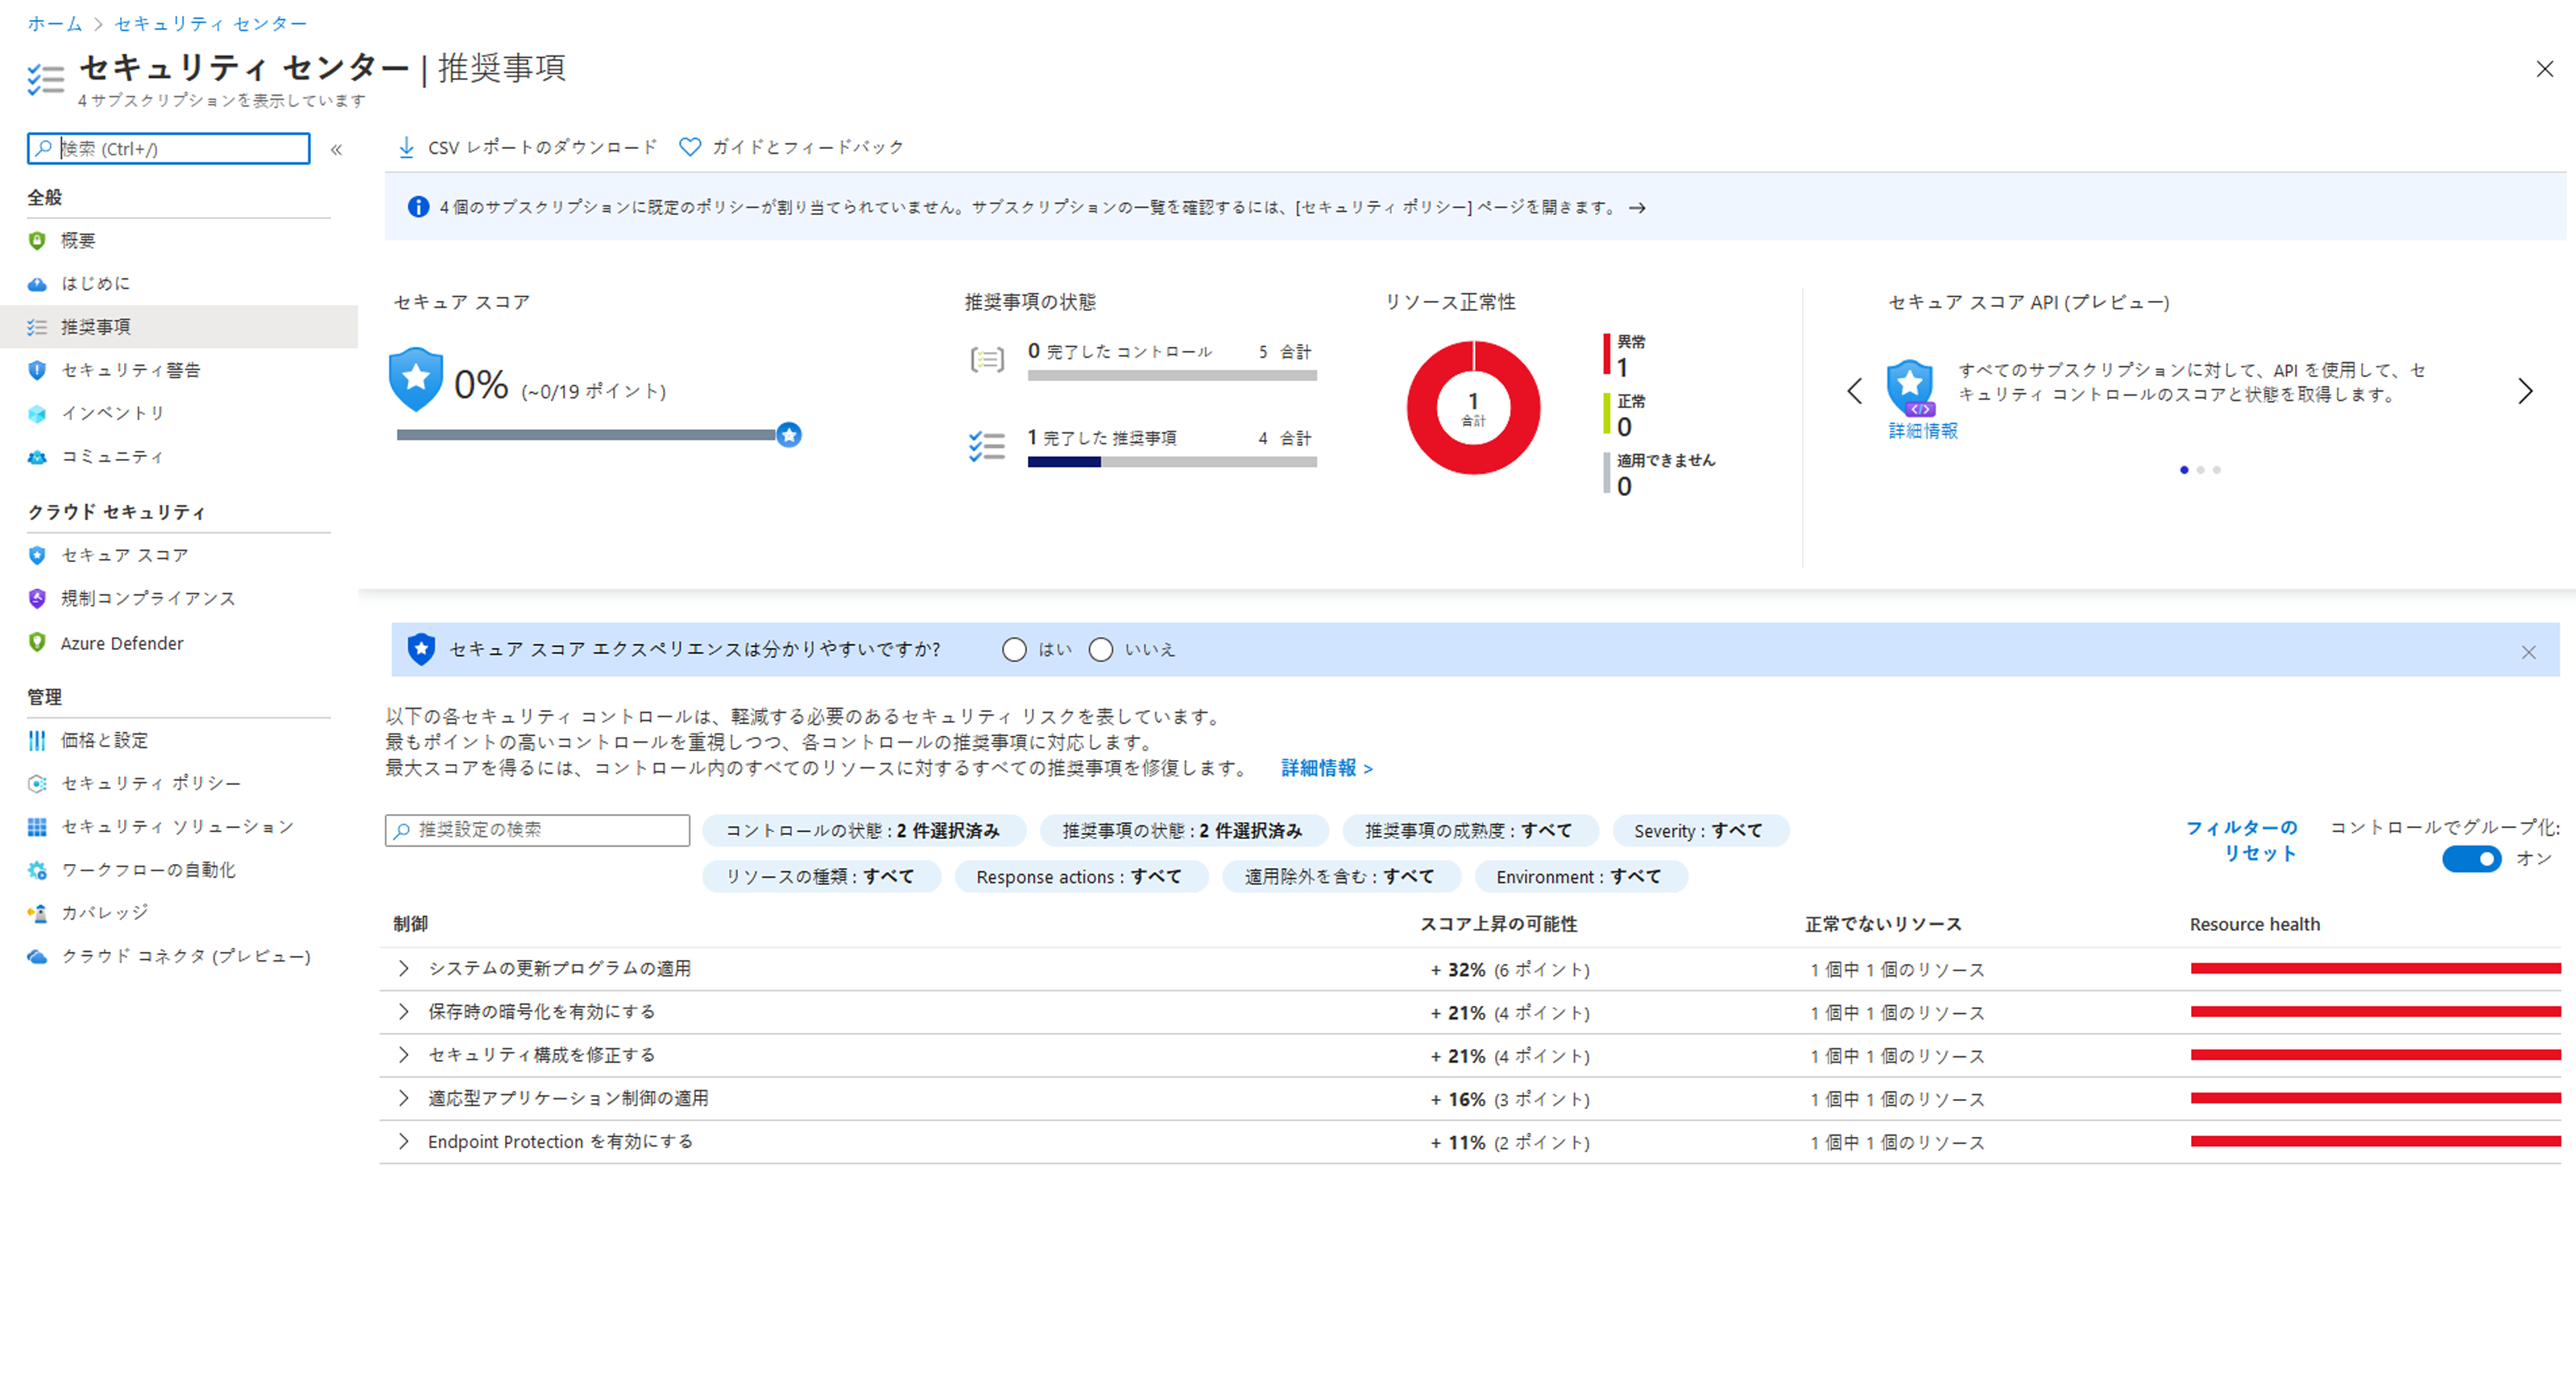 ホーム > セキュリティ センター
セキュリティ センター | 推奨事項
4 サブスクリプションを表示しています
検索 (Ctrl+/)
«
全般
概要
はじめに
推奨事項
セキュリティ警告
インベントリ
コミュニティ
クラウド セキュリティ
セキュア スコア
規制コンプライアンス
Azure Defender
管理
価格と設定
セキュリティ ポリシー
セキュリティ ソリューション
ワークフローの自動化
カバレッジ
クラウド コネクタ (プレビュー)
CSV レポートのダウンロード ガイドとフィードバック
4 個のサブスクリプションに既定のポリシーが割り当てられていません。サブスクリプションの一覧を確認するには、[セキュリティ ポリシー] ページを開きます。 →
セキュア スコア
0% (~0/19 ポイント)
推奨事項の状態
0 完了した コントロール 5 合計
1 完了した 推奨事項 4 合計
リソース正常性
1
合計
異常
1
正常
0
適用できません
0
セキュア スコア API (プレビュー)
すべてのサブスクリプションに対して、API を使用して、セ
キュリティ コントロールのスコアと状態を取得します。
詳細情報
セキュア スコア エクスペリエンスは分かりやすいですか? はい いいえ
以下の各セキュリティ コントロールは、軽減する必要のあるセキュリティ リスクを表しています。
最もポイントの高いコントロールを重視しつつ、各コントロールの推奨事項に対応します。
最大スコアを得るには、コントロール内のすべてのリソースに対するすべての推奨事項を修復します。 詳細情報 >
推奨設定の検索
コントロールの状態 : 2 件選択済み 推奨事項の状態 : 2 件選択済み 推奨事項の成熟度 : すべて Severity : すべて
リソースの種類 : すべて Response actions : すべて 適用除外を含む : すべて Environment : すべて
フィルターの
リセット
コントロールでグループ化:
オン
制御 スコア上昇の可能性 正常でないリソース Resource health
システムの更新プログラムの適用 + 32% (6 ポイント) 1 個中 1 個のリソース
保存時の暗号化を有効にする + 21% (4 ポイント) 1 個中 1 個のリソース
セキュリティ構成を修正する + 21% (4 ポイント) 1 個中 1 個のリソース
適応型アプリケーション制御の適用 + 16% (3 ポイント) 1 個中 1 個のリソース
Endpoint Protection を有効にする + 11% (2 ポイント) 1 個中 1 個のリソース